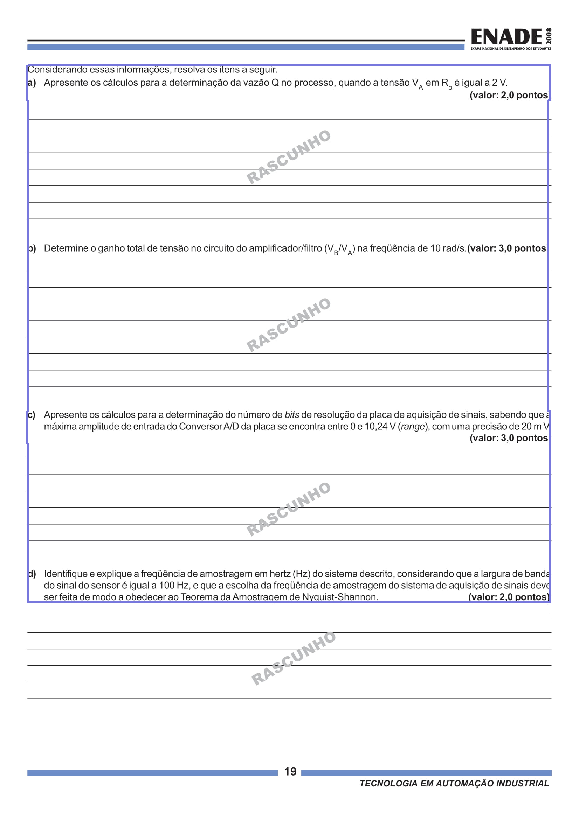 ENADE 2008
EXAME NACIONAL DE DESEMPENHO DOS ESTUDANTES
Considerando essas informações, resolva os itens a seguir.
a) Apresente os cálculos para a determinação da vazão Q no processo, quando a tensão V_A em R_b é igual a 2 V.
(valor: 2,0 pontos
RASCUNHO
b) Determine o ganho total de tensão no circuito do amplificador/filtro (V_B/V_A) na freqüência de 10 rad/s.(valor: 3,0 pontos
RASCUNHO
c) Apresente os cálculos para a determinação do número de bits de resolução da placa de aquisição de sinais, sabendo que a
máxima amplitude de entrada do Conversor A/D da placa se encontra entre 0 e 10,24 V (range), com uma precisão de 20 m V
(valor: 3,0 pontos
RASCUNHO
d) Identifique e explique a freqüência de amostragem em hertz (Hz) do sistema descrito, considerando que a largura de banda
do sinal do sensor é igual a 100 Hz, e que a escolha da freqüência de amostragem do sistema de aquisição de sinais deve
ser feita de modo a obedecer ao Teorema da Amostragem de Nyquist-Shannon. (valor: 2,0 pontos)
RASCUNHO
19
TECNOLOGIA EM AUTOMAÇÃO INDUSTRIAL